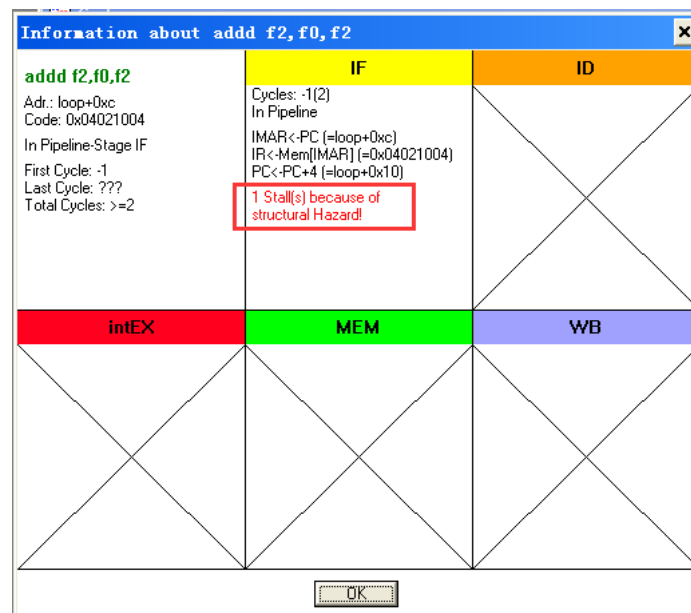 Information about addd f2,f0,f2
addd f2,f0,f2
Adr.: loop+0xc
Code: 0x04021004
In Pipeline-Stage IF
First Cycle: -1
Last Cycle: ???
Total Cycles: >=2
IF
Cycles: -1(2)
In Pipeline
IMAR<-PC (=loop+0xc)
IR<-Mem[IMAR] (=0x04021004)
PC<-PC+4 (=loop+0x10)
1 Stall(s) because of
structural Hazard!
ID
intEX
MEM
WB
OK